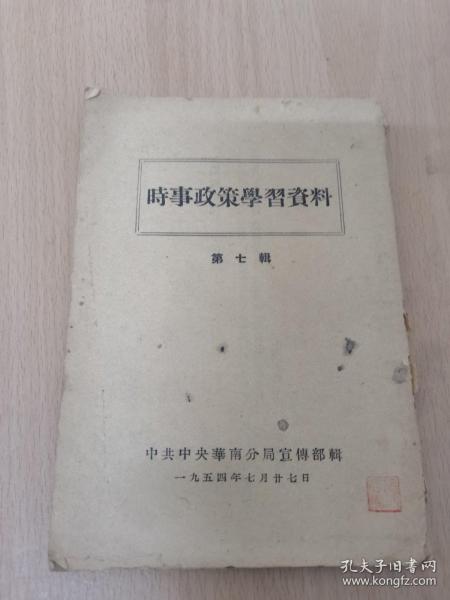 時事政策學習資料
第七輯
中共中央華南分局宣傳部輯
一九五四年七月廿七日
孔夫子旧书网
www.kongfz.com